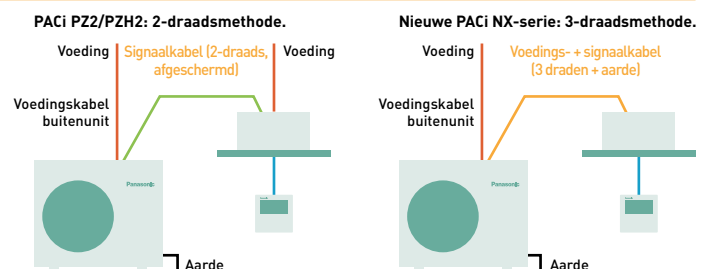 PACi PZ2/PZH2: 2-draadsmethode.
Voeding
Signaalkabel (2-draads,
afgeschermd)
Voeding
Voedingskabel
buitenunit
Panasonic
Aarde
Nieuwe PACi NX-serie: 3-draadsmethode.
Voeding
Voedings- + signaalkabel
(3 draden + aarde)
Voedingskabel
buitenunit
Panasonic
Aarde